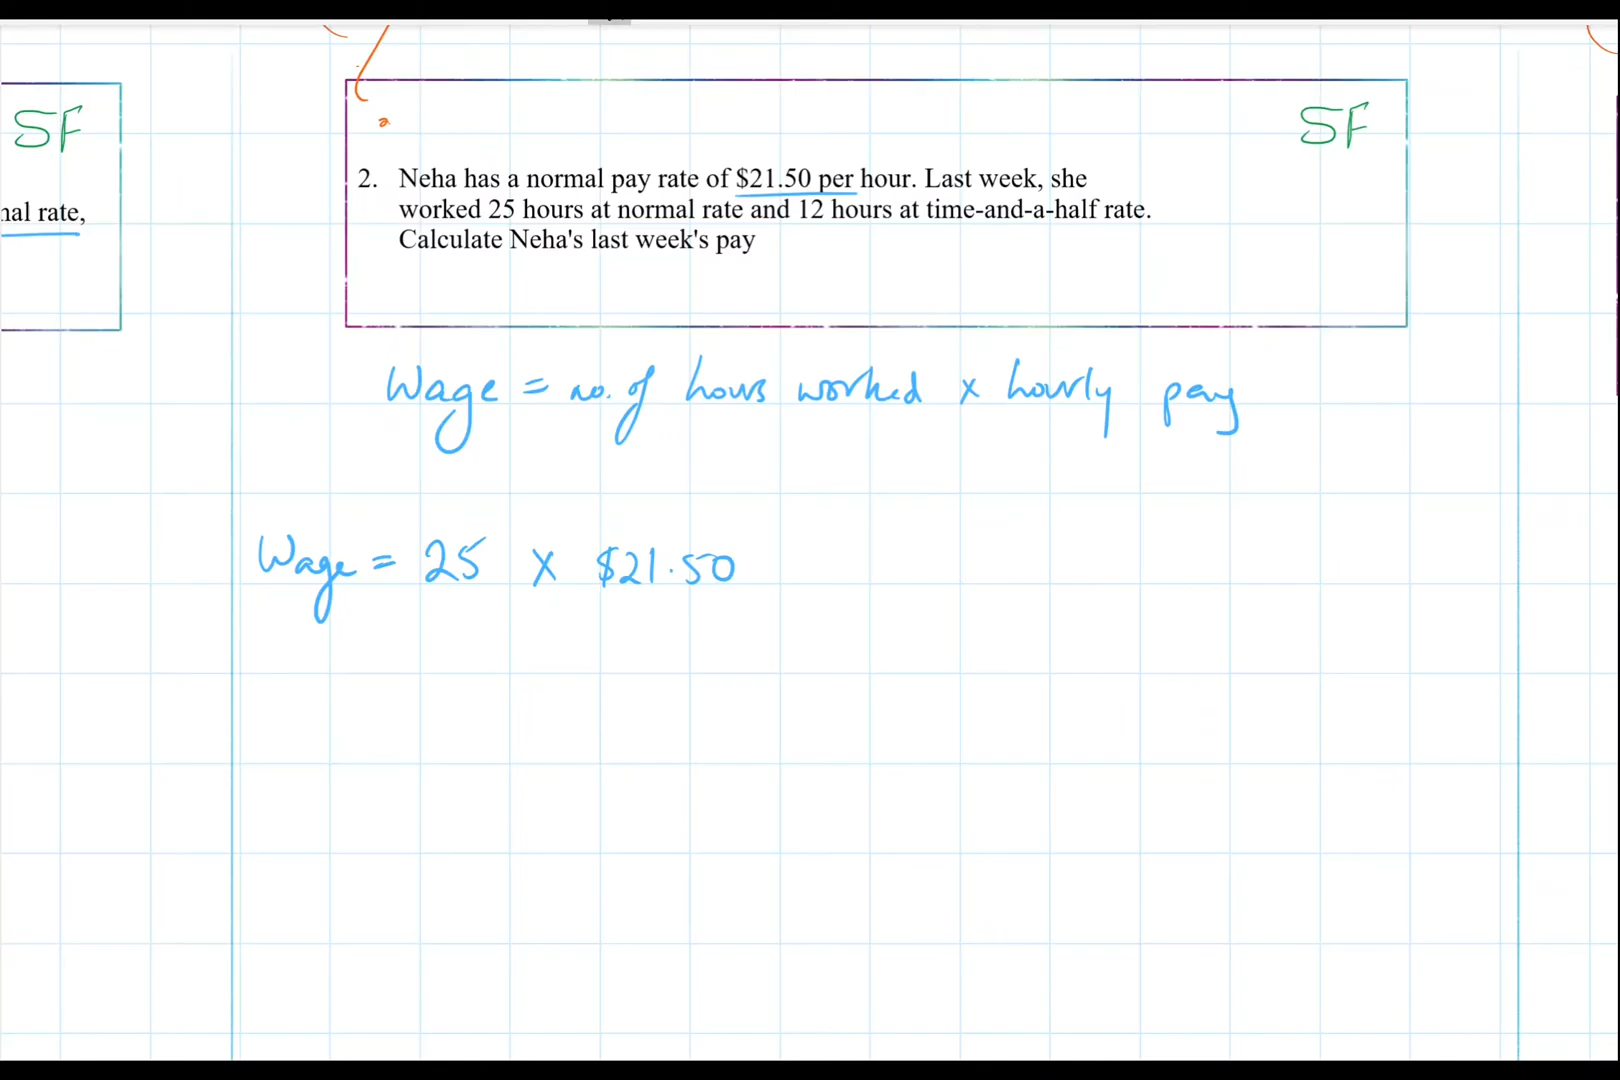 SF
SF
nal rate,
2. Neha has a normal pay rate of $21.50 per hour. Last week, she
worked 25 hours at normal rate and 12 hours at time-and-a-half rate.
Calculate Neha's last week's pay
Wage = no. of hours worked x hourly pay
Wage = 25 x $21.50